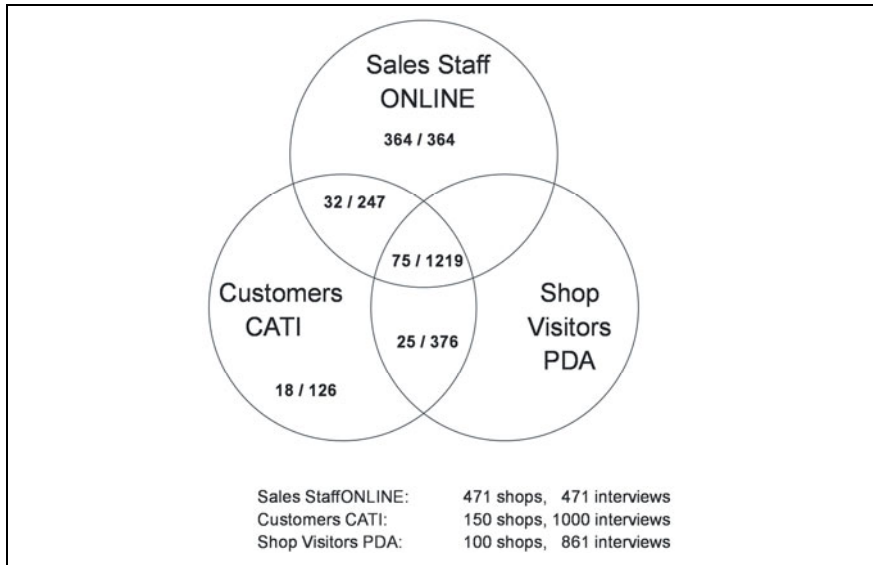 Sales Staff
ONLINE
364 / 364
32 / 247
75 / 1219
Customers
CATI
Shop
Visitors
PDA
25 / 376
18 / 126
Sales StaffONLINE: 471 shops, 471 interviews
Customers CATI: 150 shops, 1000 interviews
Shop Visitors PDA: 100 shops, 861 interviews